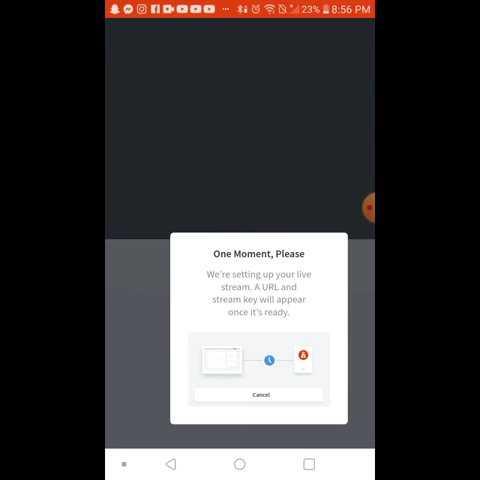 23% 8:56 PM
One Moment, Please
We're setting up your live
stream. A URL and
stream key will appear
once it's ready.
Cancel